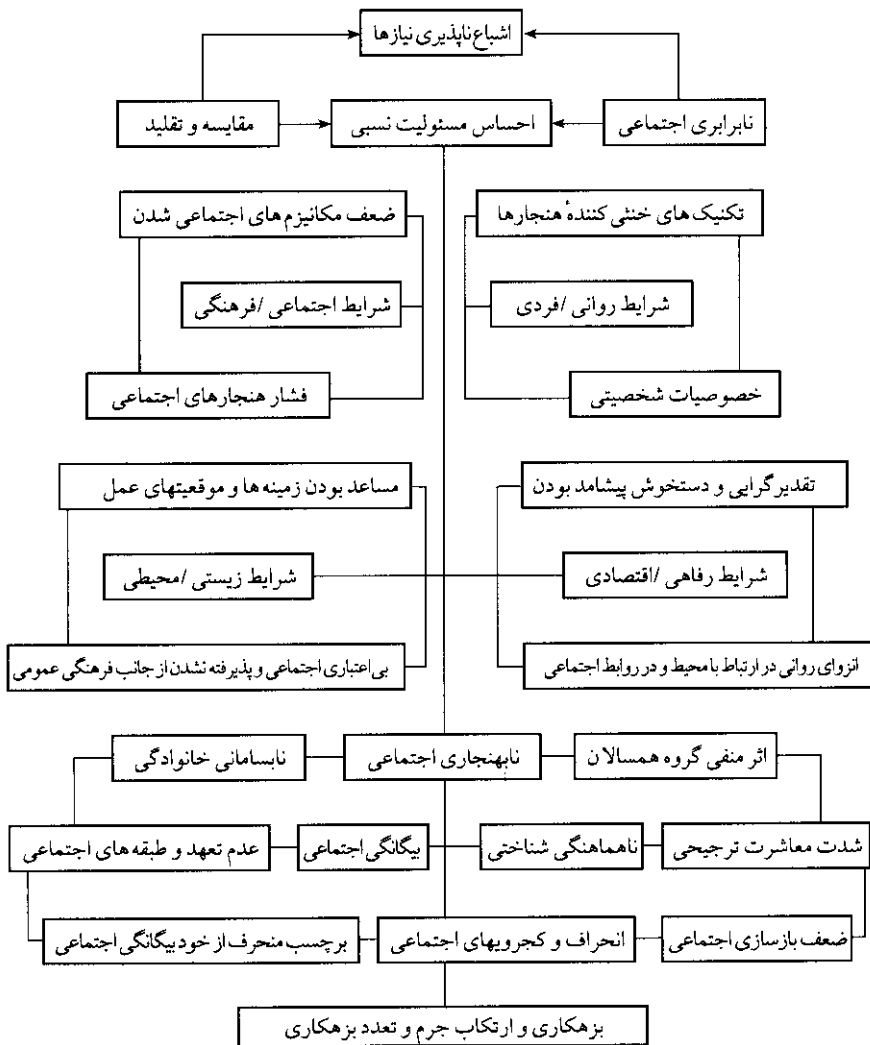 اشباع ناپذیری نیازها
نابرابری اجتماعی
احساس مسئولیت نسبی
مقایسه و تقلید
تکنیک های خنثی کنندهٔ هنجارها
ضعف مکانیزم های اجتماعی شدن
شرایط روانی /فردی
شرایط اجتماعی /فرهنگی
خصوصیات شخصیتی
فشار هنجارهای اجتماعی
تقدیرگرایی و دستخوش پیشامد بودن
مساعد بودن زمینه ها و موقعیتهای عمل
شرایط رفاهی /اقتصادی
شرایط زیستی /محیطی
انزوای روانی در ارتباط با محیط و در روابط اجتماعی
بی اعتباری اجتماعی و پذیرفته نشدن از جانب فرهنگی عمومی
اثر منفی گروه همسالان
نابهنجاری اجتماعی
نابسامانی خانوادگی
شدت معاشرت ترجیحی
ناهماهنگی شناختی
بیگانگی اجتماعی
عدم تعهد و طبقه های اجتماعی
ضعف بازسازی اجتماعی
انحراف و کجرویهای اجتماعی
برچسب منحرف از خودبیگانگی اجتماعی
بزهکاری و ارتکاب جرم و تعدد بزهکاری